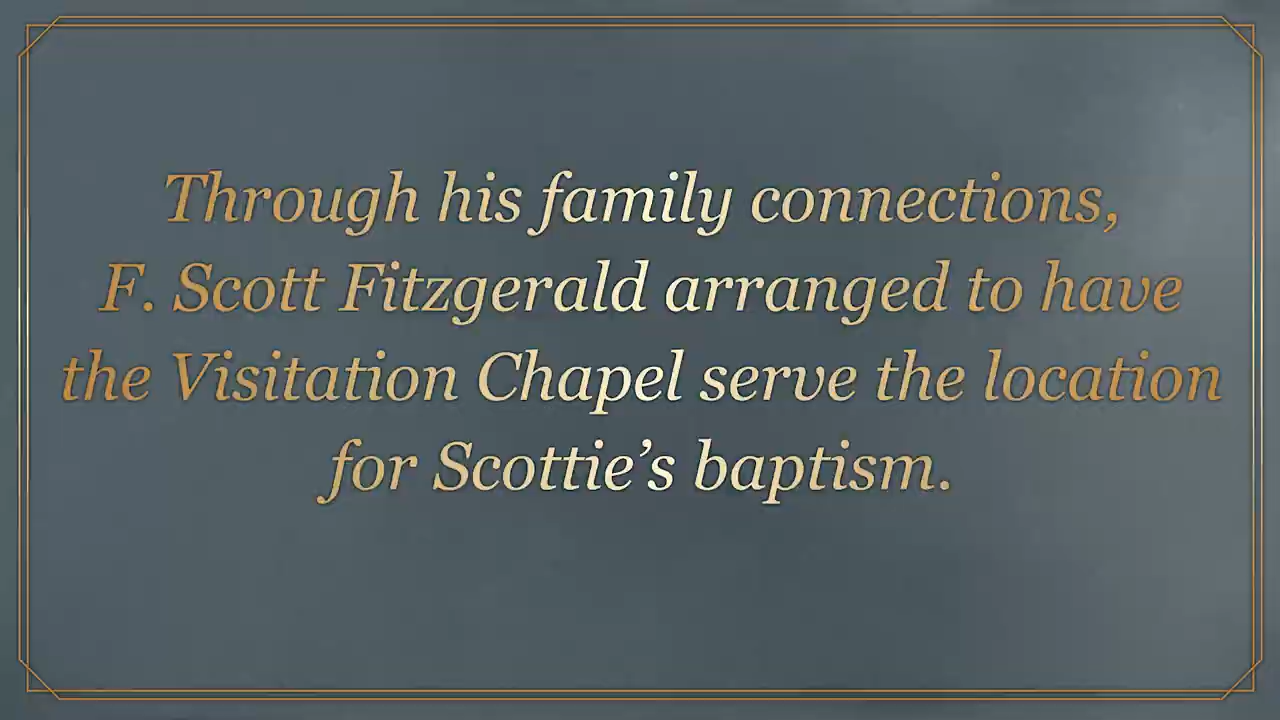 Through his family connections,
F. Scott Fitzgerald arranged to have
the Visitation Chapel serve the location
for Scottie’s baptism.